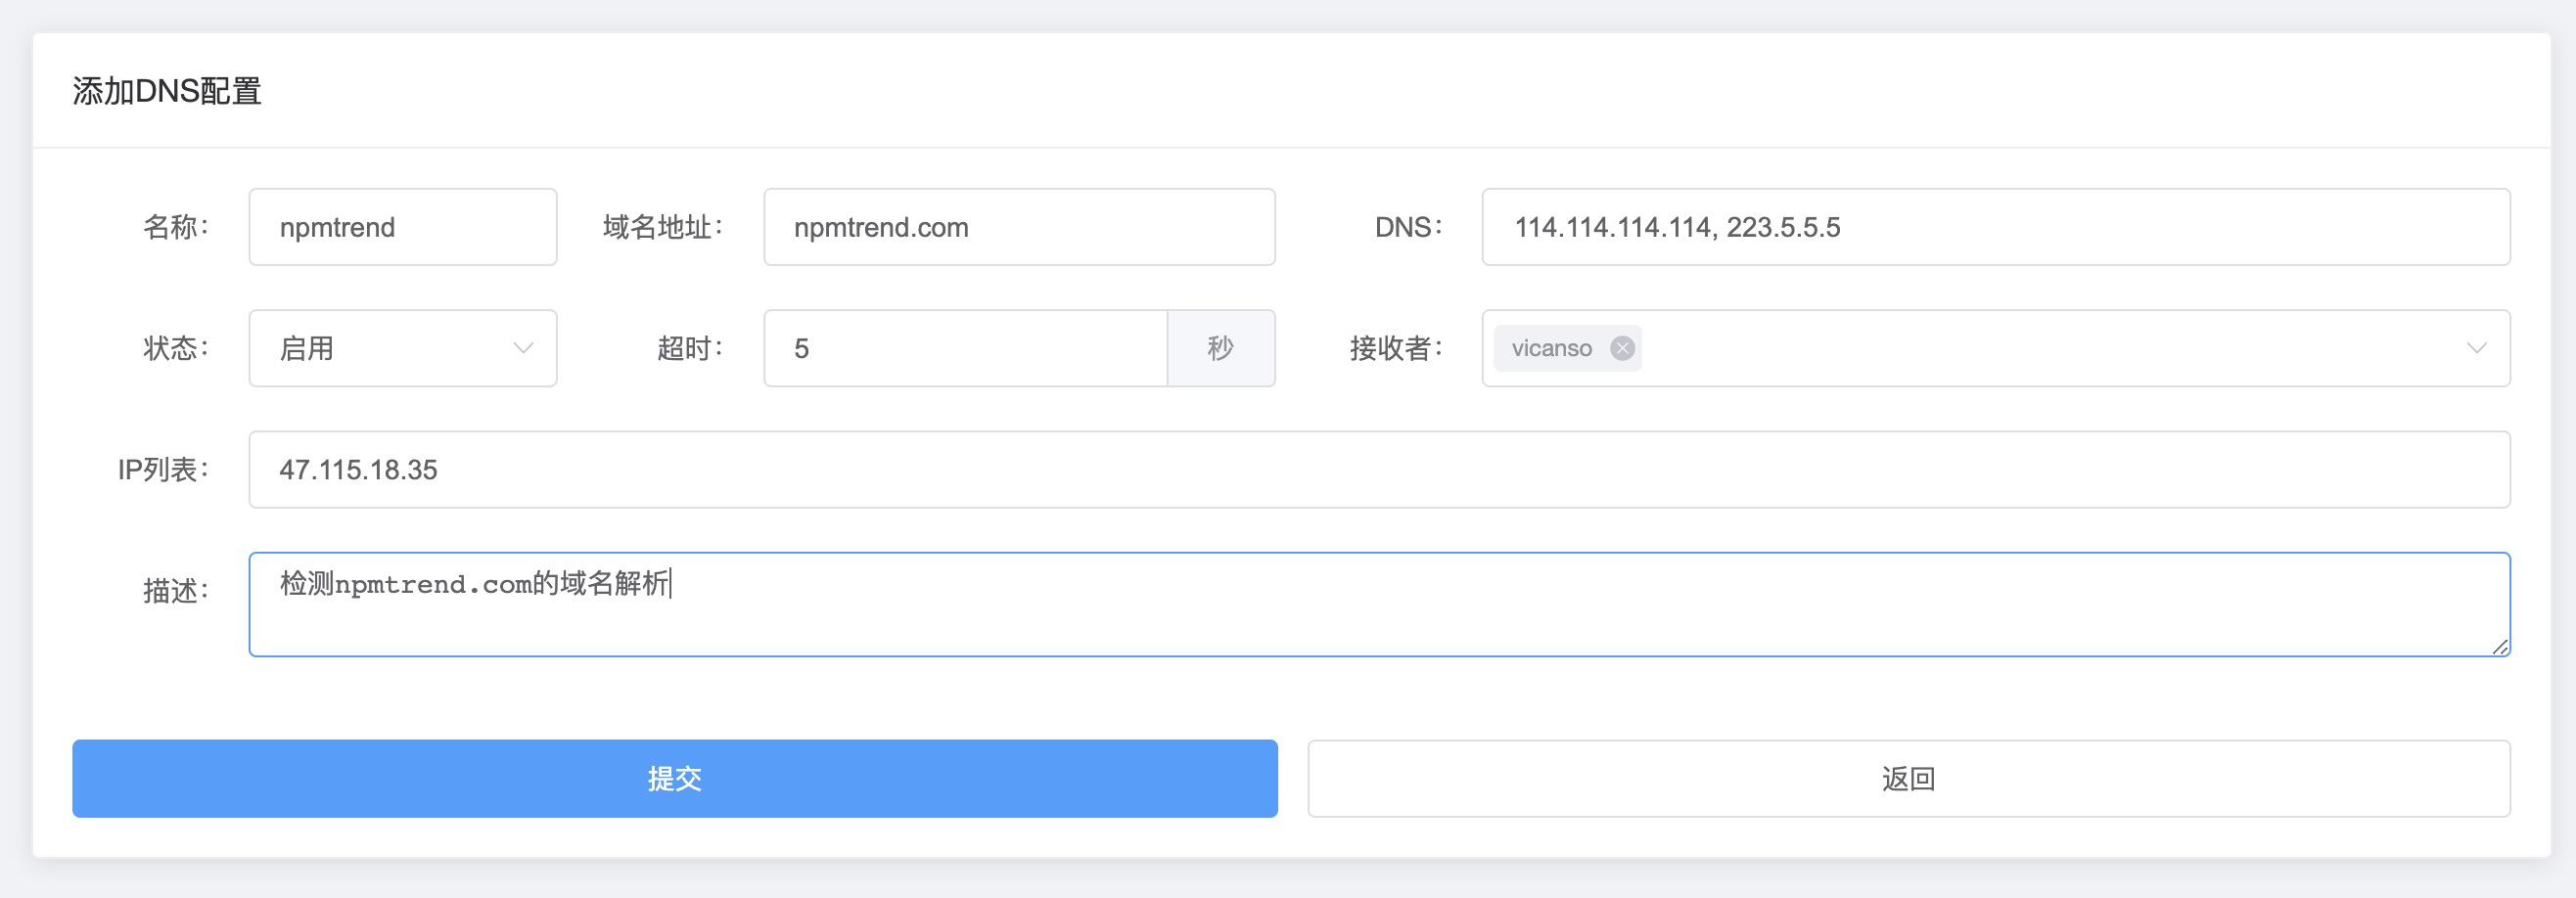 添加DNS配置
名称： npmtrend 域名地址： npmtrend.com DNS： 114.114.114.114, 223.5.5.5
状态： 启用 超时： 5 秒 接收者： vicanso
IP列表： 47.115.18.35
描述： 检测npmtrend.com的域名解析
提交 返回